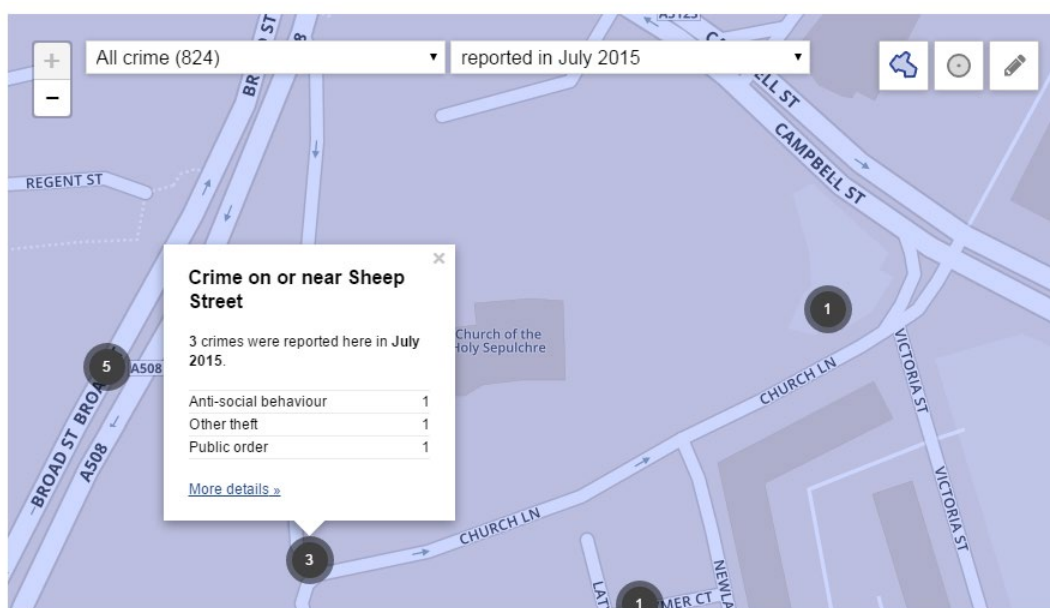 A5123
All crime (824)
reported in July 2015
+
−
BROAD ST
CAMPBELL ST
CAMPBELL ST
REGENT ST
Crime on or near Sheep
Street
×
3 crimes were reported here in July
2015.
Anti-social behaviour 1
Other theft 1
Public order 1
More details »
Church of the
Holy Sepulchre
1
5
A508
BROAD ST
A508
CHURCH LN
VICTORIA ST
VICTORIA ST
CHURCH LN
3
1